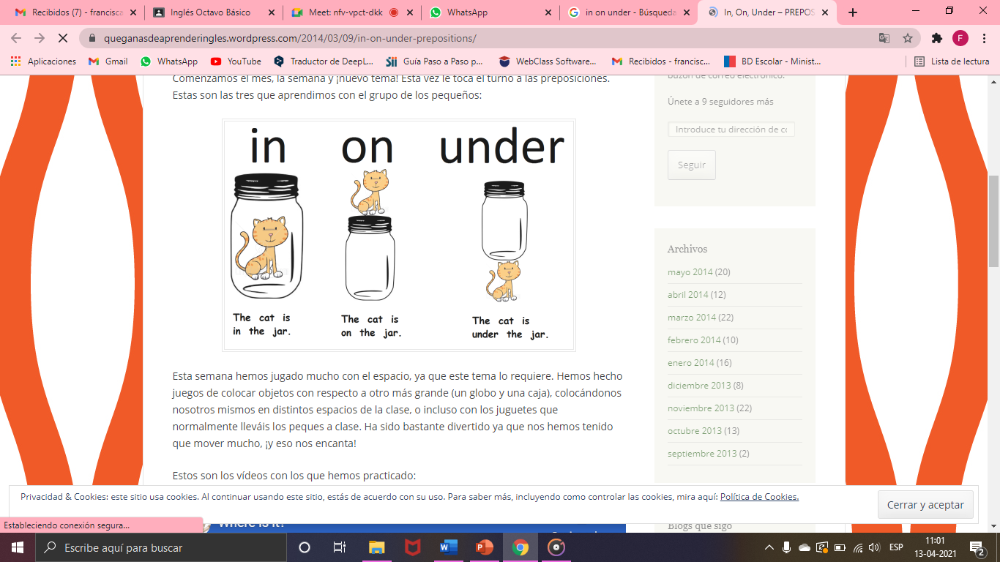 Recibidos (7) - francisca
Inglés Octavo Básico
Meet: nfv-vpct-dkk
WhatsApp
in on under - Búsqueda
In, On, Under – PREPOS
queganasdeaprenderingles.wordpress.com/2014/03/09/in-on-under-prepositions/
F
Aplicaciones
Gmail
WhatsApp
YouTube
Traductor de DeepL...
Guía Paso a Paso p...
WebClass Software...
Recibidos - francisc...
BD Escolar - Minist...
Lista de lectura
Comenzamos el mes, la semana y ¡nuevo tema! Esta vez le toca el turno a las preposiciones.
Estas son las tres que aprendimos con el grupo de los pequeños:
in on under
The cat is
in the jar.
The cat is
on the jar.
The cat is
under the jar.
Esta semana hemos jugado mucho con el espacio, ya que este tema lo requiere. Hemos hecho
juegos de colocar objetos con respecto a otro más grande (un globo y una caja), colocándonos
nosotros mismos en distintos espacios de la clase, o incluso con los juguetes que
normalmente lleváis los peques a clase. Ha sido bastante divertido ya que nos hemos tenido
que mover mucho, ¡y eso nos encanta!
Estos son los vídeos con los que hemos practicado:
buzón de correo electrónico.
Únete a 9 seguidores más
Introduce tu dirección de co
Seguir
Archivos
mayo 2014 (20)
abril 2014 (12)
marzo 2014 (22)
febrero 2014 (10)
enero 2014 (16)
diciembre 2013 (8)
noviembre 2013 (22)
octubre 2013 (13)
septiembre 2013 (2)
Privacidad & Cookies: este sitio usa cookies. Al continuar usando este sitio, estás de acuerdo con su uso. Para saber más, incluyendo como controlar las cookies, mira aquí: Política de Cookies.
Cerrar y aceptar
Estableciendo conexión segura...
Where is it?
Blogs que sigo
Escribe aquí para buscar
ESP
11:01
13-04-2021
2